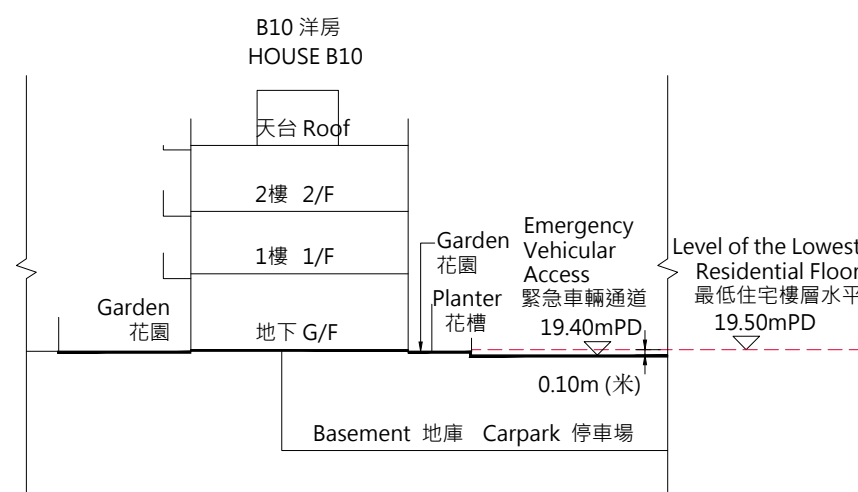 B10 洋房
HOUSE B10
天台 Roof
2樓 2/F
1樓 1/F
地下 G/F
Garden
花園
Garden
花園
Planter
花槽
Emergency
Vehicular
Access
緊急車輛通道
19.40mPD
0.10m (米)
Level of the Lowest
Residential Floor
最低住宅樓層水平
19.50mPD
Basement 地庫 Carpark 停車場